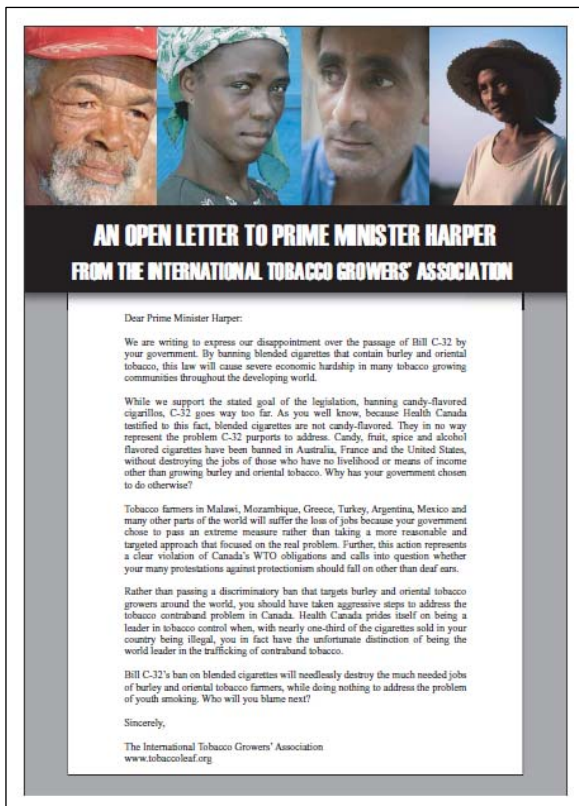 AN OPEN LETTER TO PRIME MINISTER HARPER
FROM THE INTERNATIONAL TOBACCO GROWERS' ASSOCIATION
Dear Prime Minister Harper:
We are writing to express our disappointment over the passage of Bill C-32 by
your government. By banning blended cigarettes that contain burley and oriental
tobacco, this law will cause severe economic hardship in many tobacco growing
communities throughout the developing world.
While we support the stated goal of the legislation, banning candy-flavored
cigarillos, C-32 goes way too far. As you well know, because Health Canada
testified to this fact, blended cigarettes are not candy-flavored. They in no way
represent the problem C-32 purports to address. Candy, fruit, spice and alcohol
flavored cigarettes have been banned in Australia, France and the United States,
without destroying the jobs of those who have no livelihood or means of income
other than growing burley and oriental tobacco. Why has your government chosen
to do otherwise?
Tobacco farmers in Malawi, Mozambique, Greece, Turkey, Argentina, Mexico and
many other parts of the world will suffer the loss of jobs because your government
chose to pass an extreme measure rather than taking a more reasonable and
targeted approach that focused on the real problem. Further, this action represents
a clear violation of Canada's WTO obligations and calls into question whether
your many protestations against protectionism should fall on other than deaf ears.
Rather than passing a discriminatory ban that targets burley and oriental tobacco
growers around the world, you should have taken aggressive steps to address the
tobacco contraband problem in Canada. Health Canada prides itself on being a
leader in tobacco control when, with nearly one-third of the cigarettes sold in your
country being illegal, you in fact have the unfortunate distinction of being the
world leader in the trafficking of contraband tobacco.
Bill C-32's ban on blended cigarettes will needlessly destroy the much needed jobs
of burley and oriental tobacco farmers, while doing nothing to address the problem
of youth smoking. Who will you blame next?
Sincerely,
The International Tobacco Growers' Association
www.tobaccoleaf.org